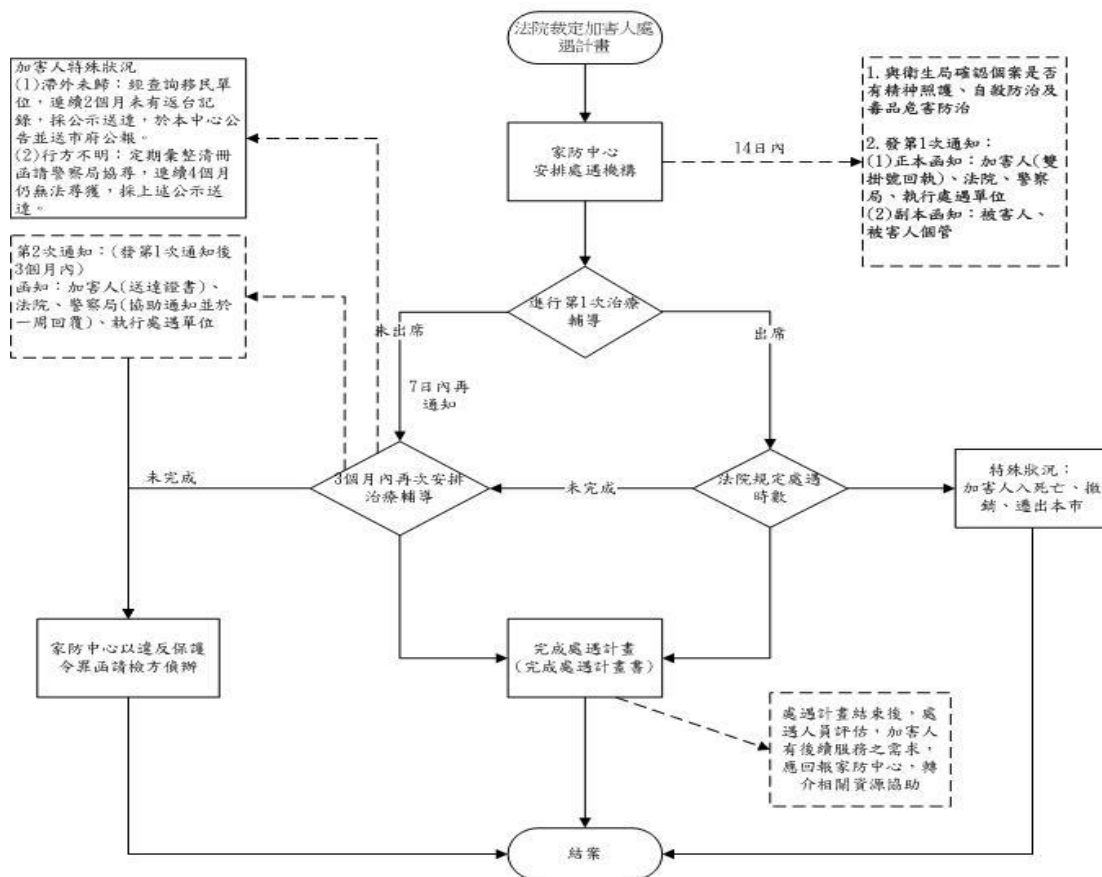 法院裁定加害人處
遇計畫
加害人特殊狀況
(1)滯外未歸：經查詢移民單
位，連續2個月未有返台記
錄，採公示送達，於本中心公
告並送市府公報。
(2)行方不明：定期彙整清冊
函請警察局協尋，連續4個月
仍無法尋獲，採上述公示送
達。
家防中心
安排處遇機構
14日內
1. 與衛生局確認個案是否
有精神照護、自殺防治及
毒品危害防治
2. 發第1次通知：
(1)正本函知：加害人(雙
掛號回執)、法院、警察
局、執行處遇單位
(2)副本函知：被害人、
被害人個管
第2次通知：(發第1次通知後
3個月內)
函知：加害人(送達證書)、
法院、警察局(協助通知並於
一周回覆)、執行處遇單位
進行第1次治療
輔導
未出席
出席
7日內再
通知
3個月內再次安排
治療輔導
未完成
未完成
法院規定處遇
時數
特殊狀況：
加害人入死亡、撤
銷、遷出本市
家防中心以違反保護
令罪函請檢方偵辦
完成處遇計畫
(完成處遇計畫書)
處遇計畫結束後，處
遇人員評估，加害人
有後續服務之需求，
應回報家防中心，轉
介相關資源協助
結案